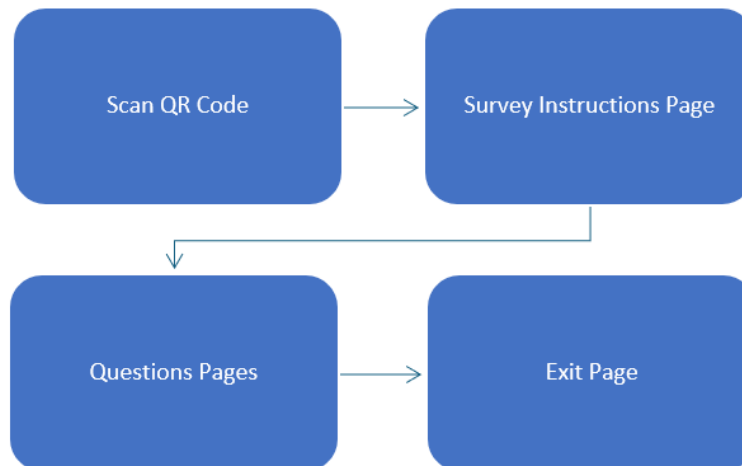 Scan QR Code
Survey Instructions Page
Questions Pages
Exit Page